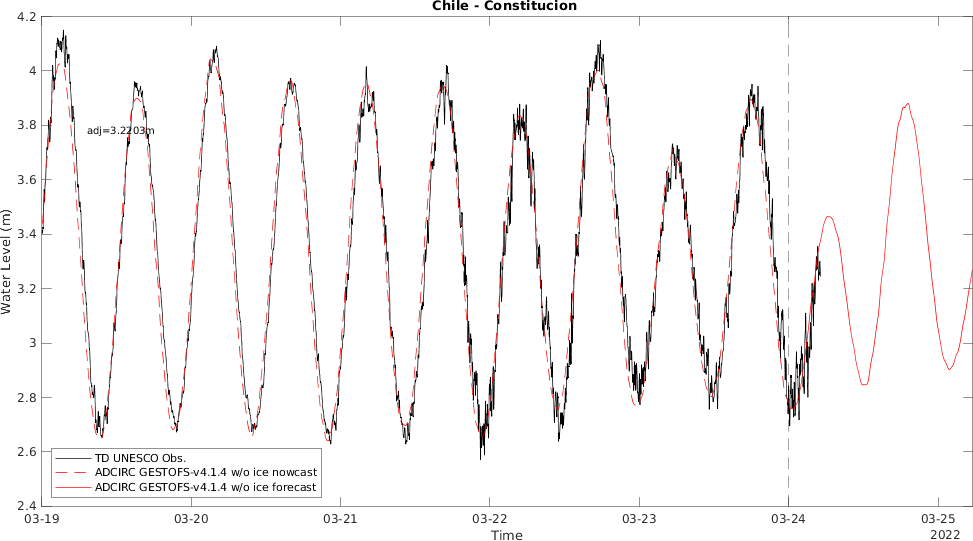 Chile - Constitucion
4.2
4
3.8
3.6
3.4
3.2
3
2.8
2.6
2.4
Water Level (m)
adj=3.2203m
TD UNESCO Obs.
ADCIRC GESTOFS-v4.1.4 w/o ice nowcast
ADCIRC GESTOFS-v4.1.4 w/o ice forecast
03-19 03-20 03-21 03-22 03-23 03-24 03-25
Time
2022